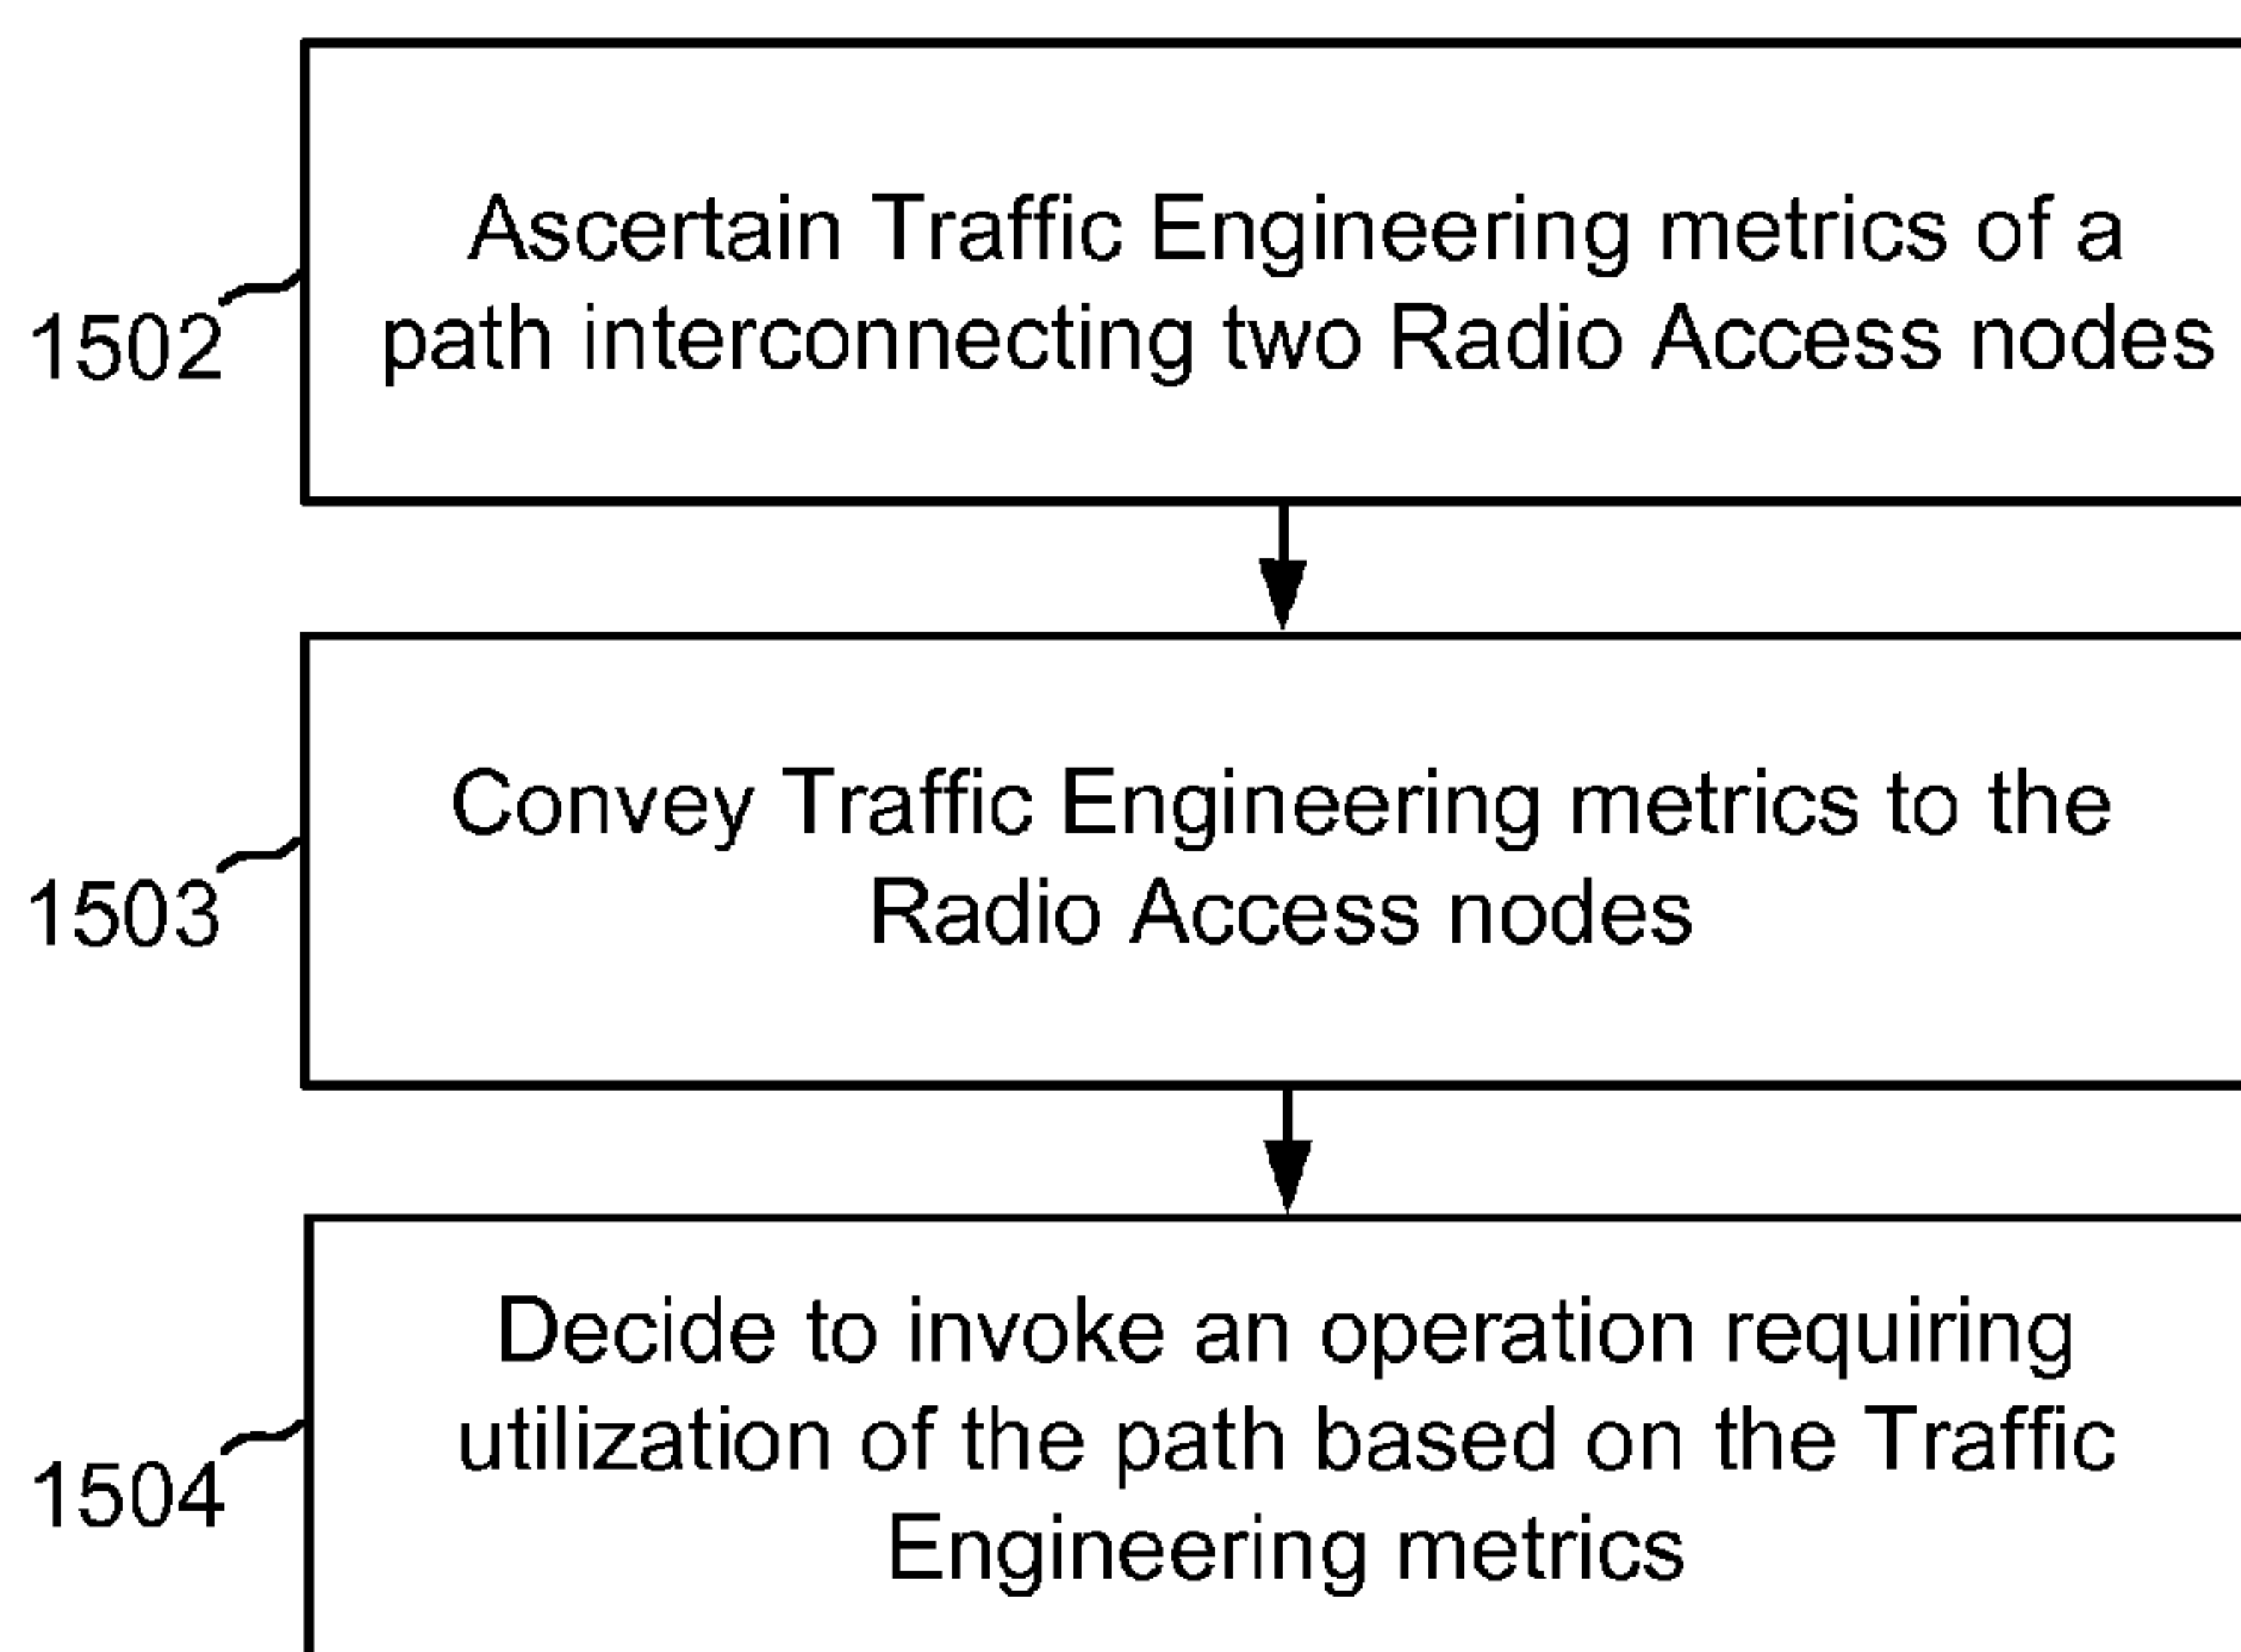 Ascertain Traffic Engineering metrics of a
path interconnecting two Radio Access nodes
1502
Convey Traffic Engineering metrics to the
Radio Access nodes
1503
Decide to invoke an operation requiring
utilization of the path based on the Traffic
Engineering metrics
1504